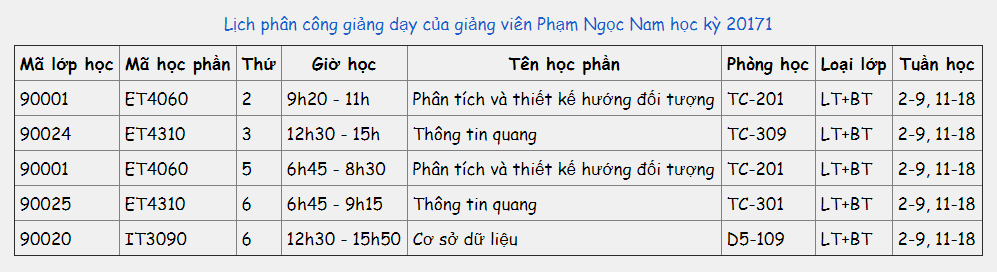 Lịch phân công giảng dạy của giảng viên Phạm Ngọc Nam học kỳ 20171
Mã lớp học Mã học phần Thứ Giờ học Tên học phần Phòng học Loại lớp Tuần học
90001 ET4060 2 9h20 - 11h Phân tích và thiết kế hướng đối tượng TC-201 LT+BT 2-9, 11-18
90024 ET4310 3 12h30 - 15h Thông tin quang TC-309 LT+BT 2-9, 11-18
90001 ET4060 5 6h45 - 8h30 Phân tích và thiết kế hướng đối tượng TC-201 LT+BT 2-9, 11-18
90025 ET4310 6 6h45 - 9h15 Thông tin quang TC-301 LT+BT 2-9, 11-18
90020 IT3090 6 12h30 - 15h50 Cơ sở dữ liệu D5-109 LT+BT 2-9, 11-18